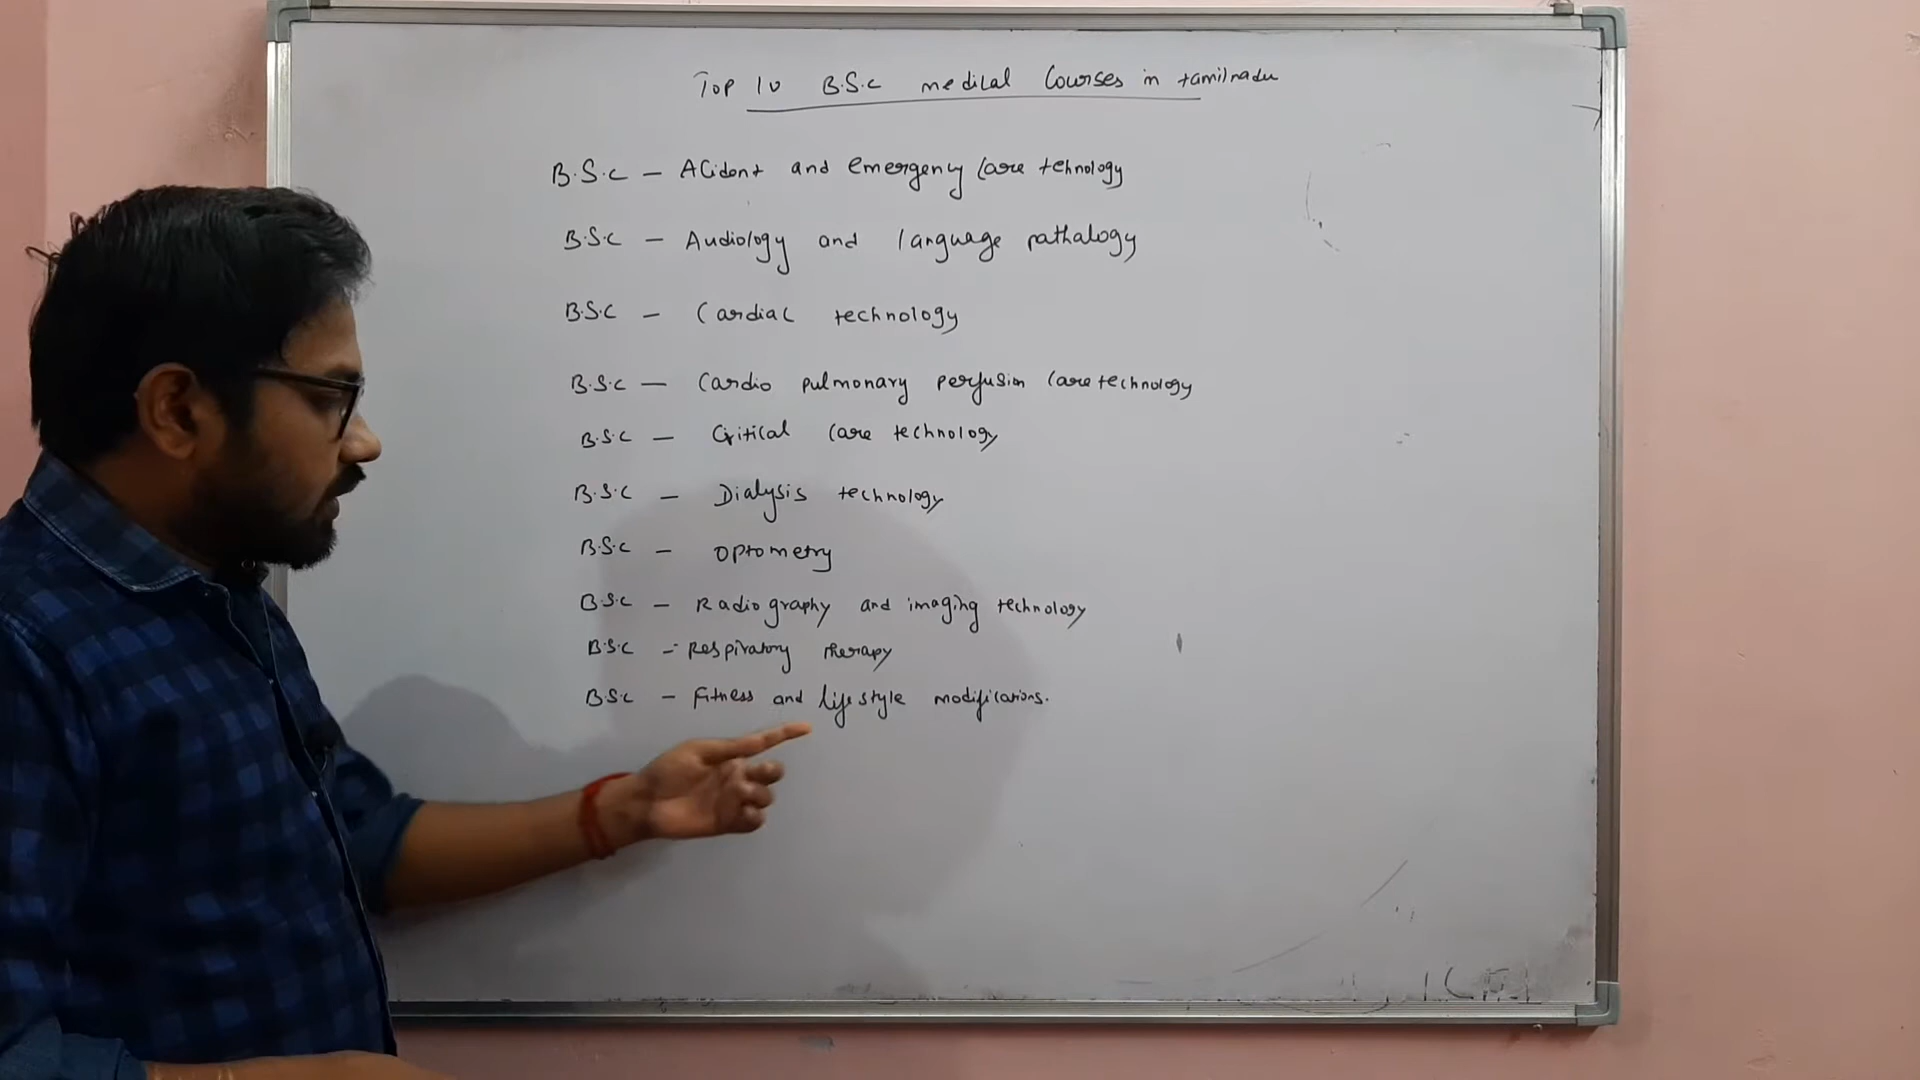 Top 10 B.S.C medical Courses in tamilnadu
B.S.C - Acident and emergency Care tehnology
B.S.C - Audiology and language pathalogy
B.S.C - Cardiac technology
B.S.C - Cardio pulmonary perfusion Care technology
B.S.C - Critical Care technology
B.S.C - Dialysis technology
B.S.C - optometry
B.S.C - Radiography and imaging technology
B.S.C - Respiratory therapy
B.S.C - Fitness and lifestyle modifications.